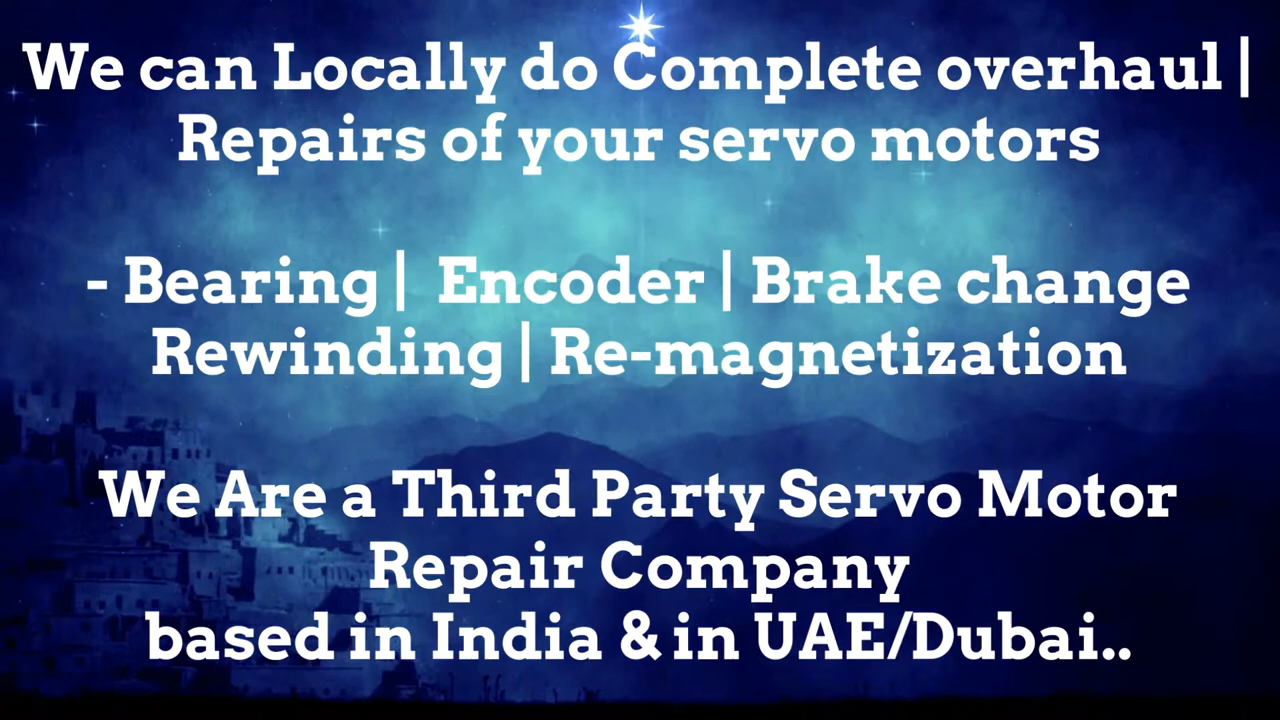 We can Locally do Complete overhaul |
Repairs of your servo motors
- Bearing | Encoder | Brake change
Rewinding | Re-magnetization
We Are a Third Party Servo Motor
Repair Company
based in India & in UAE/Dubai..